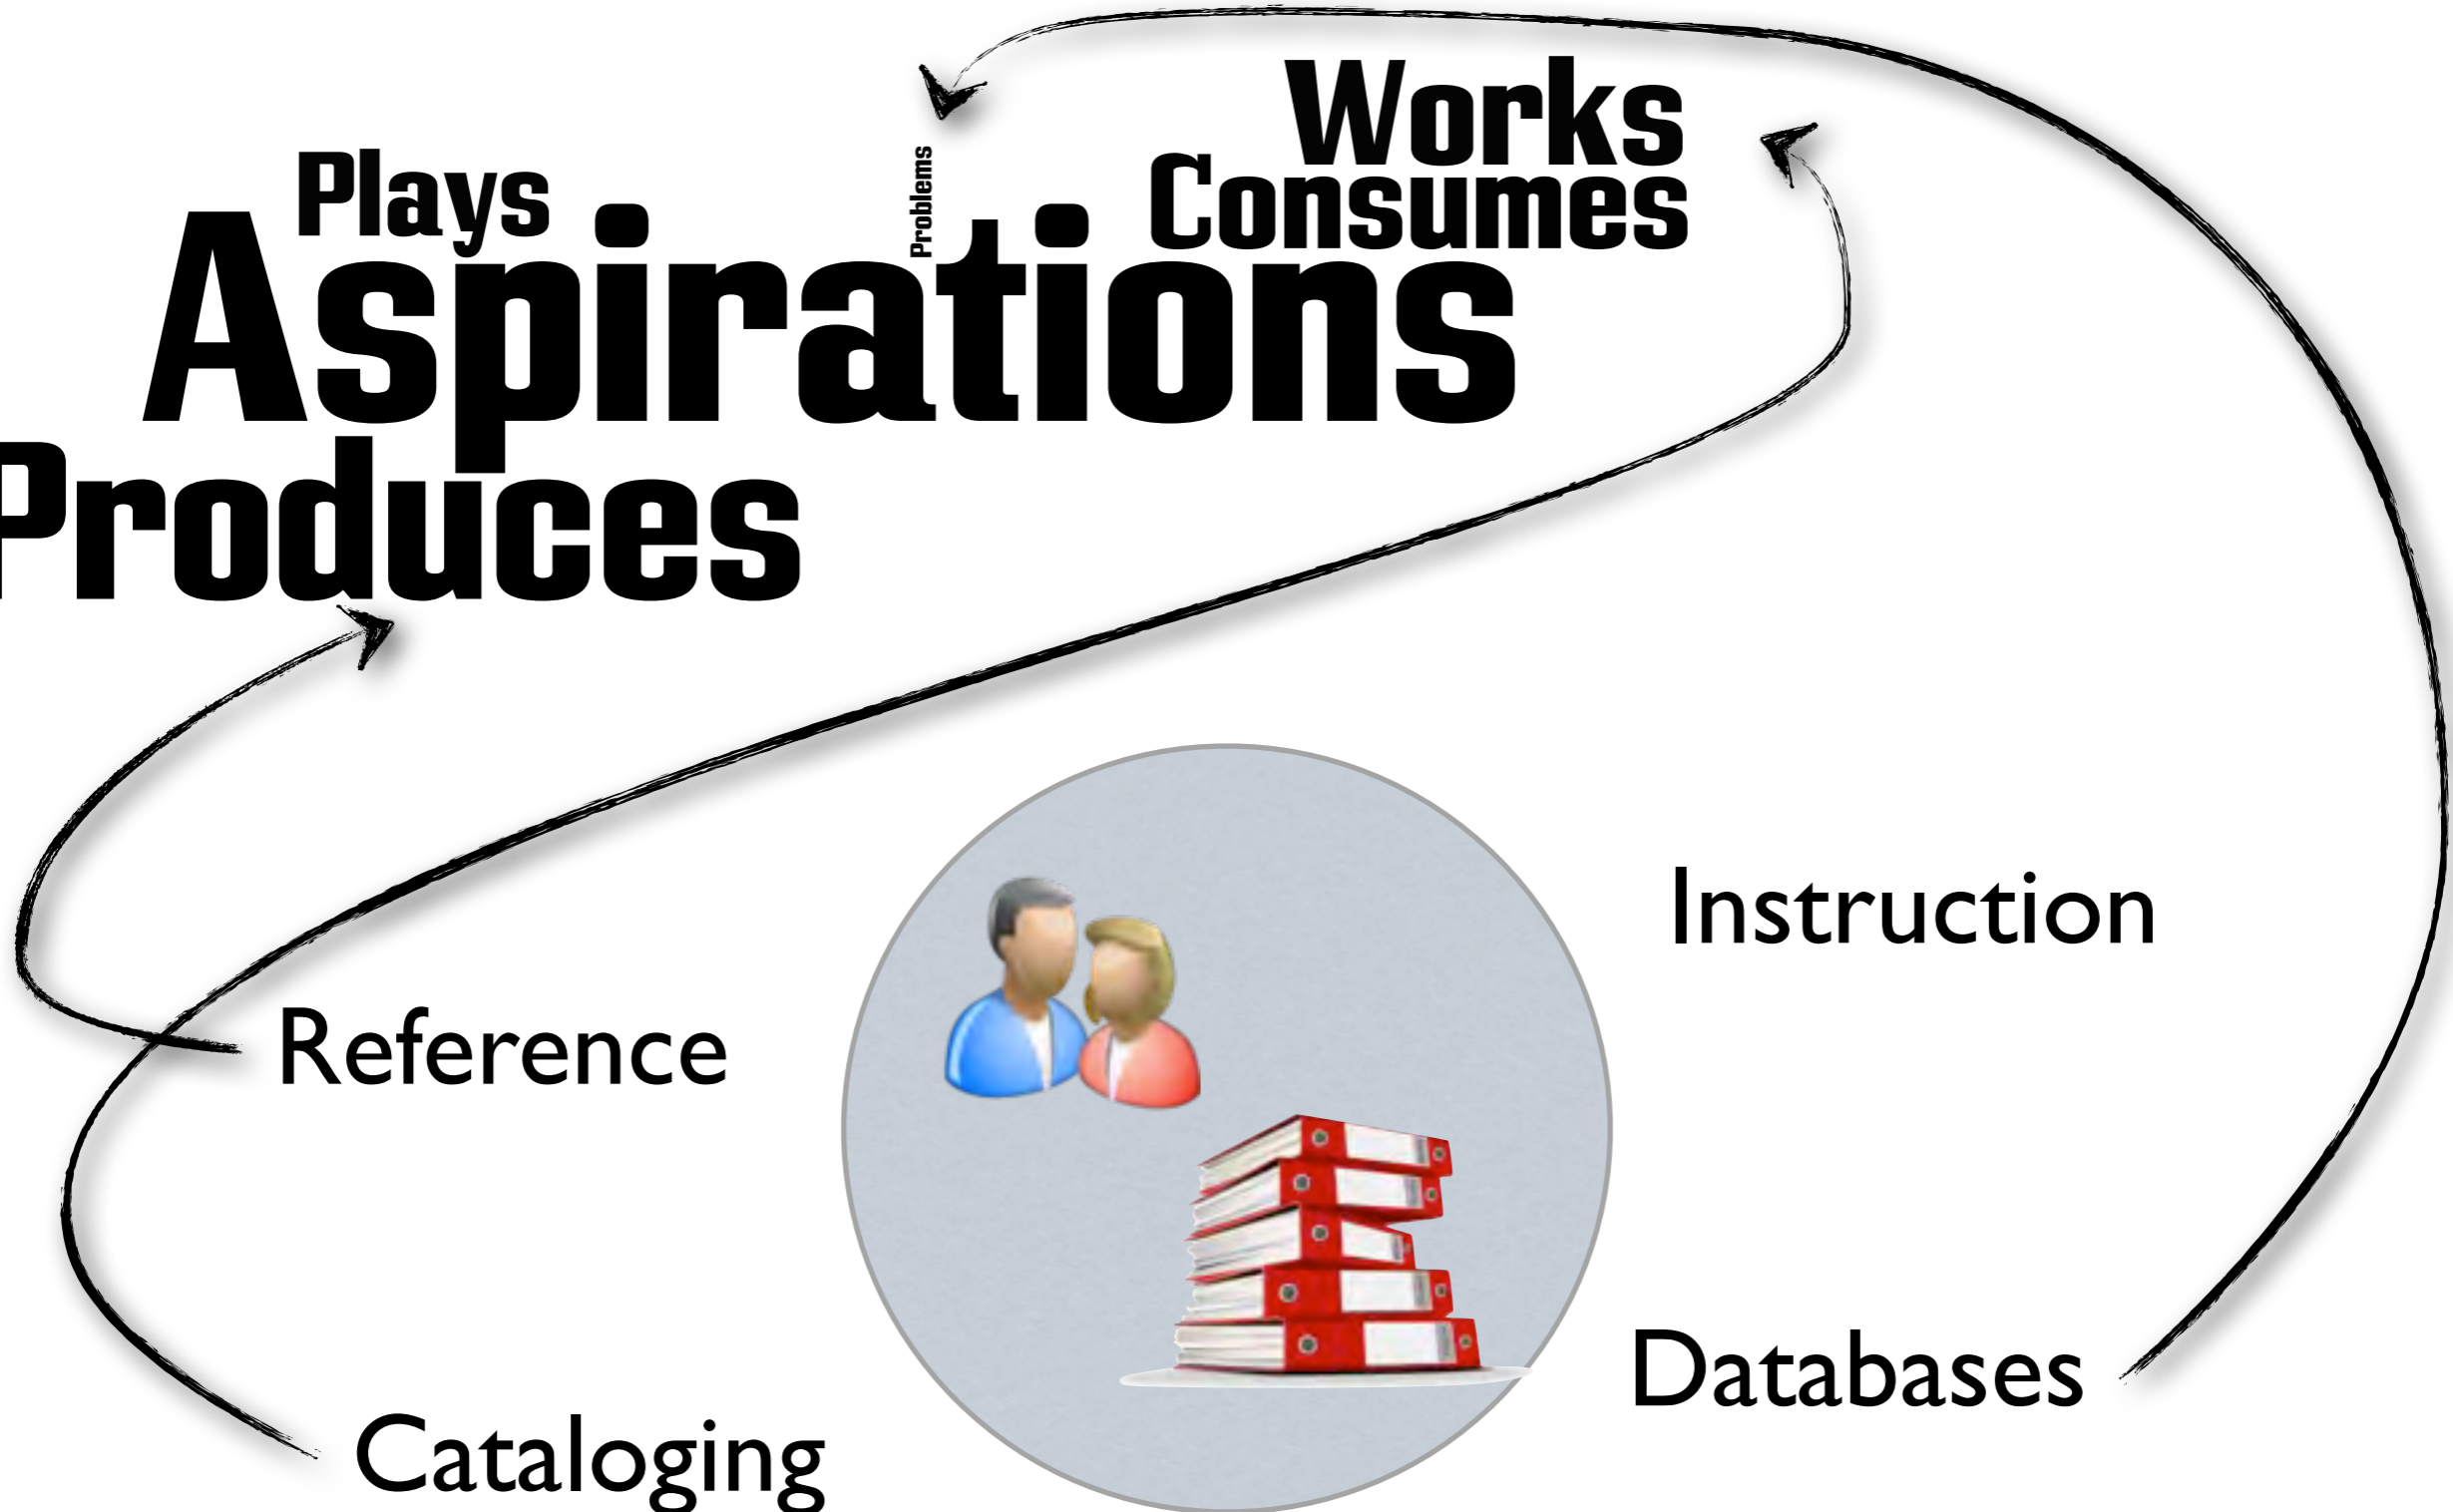 Works
Problems
Plays
Consumes
Aspirations
Produces
Instruction
Reference
Databases
Cataloging